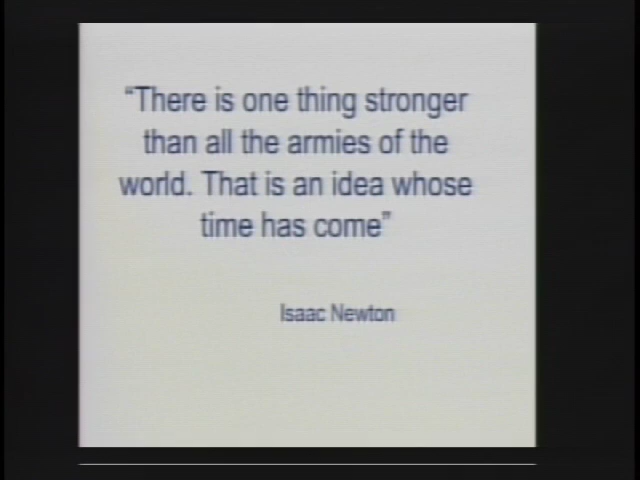 “There is one thing stronger
than all the armies of the
world. That is an idea whose
time has come”
Isaac Newton